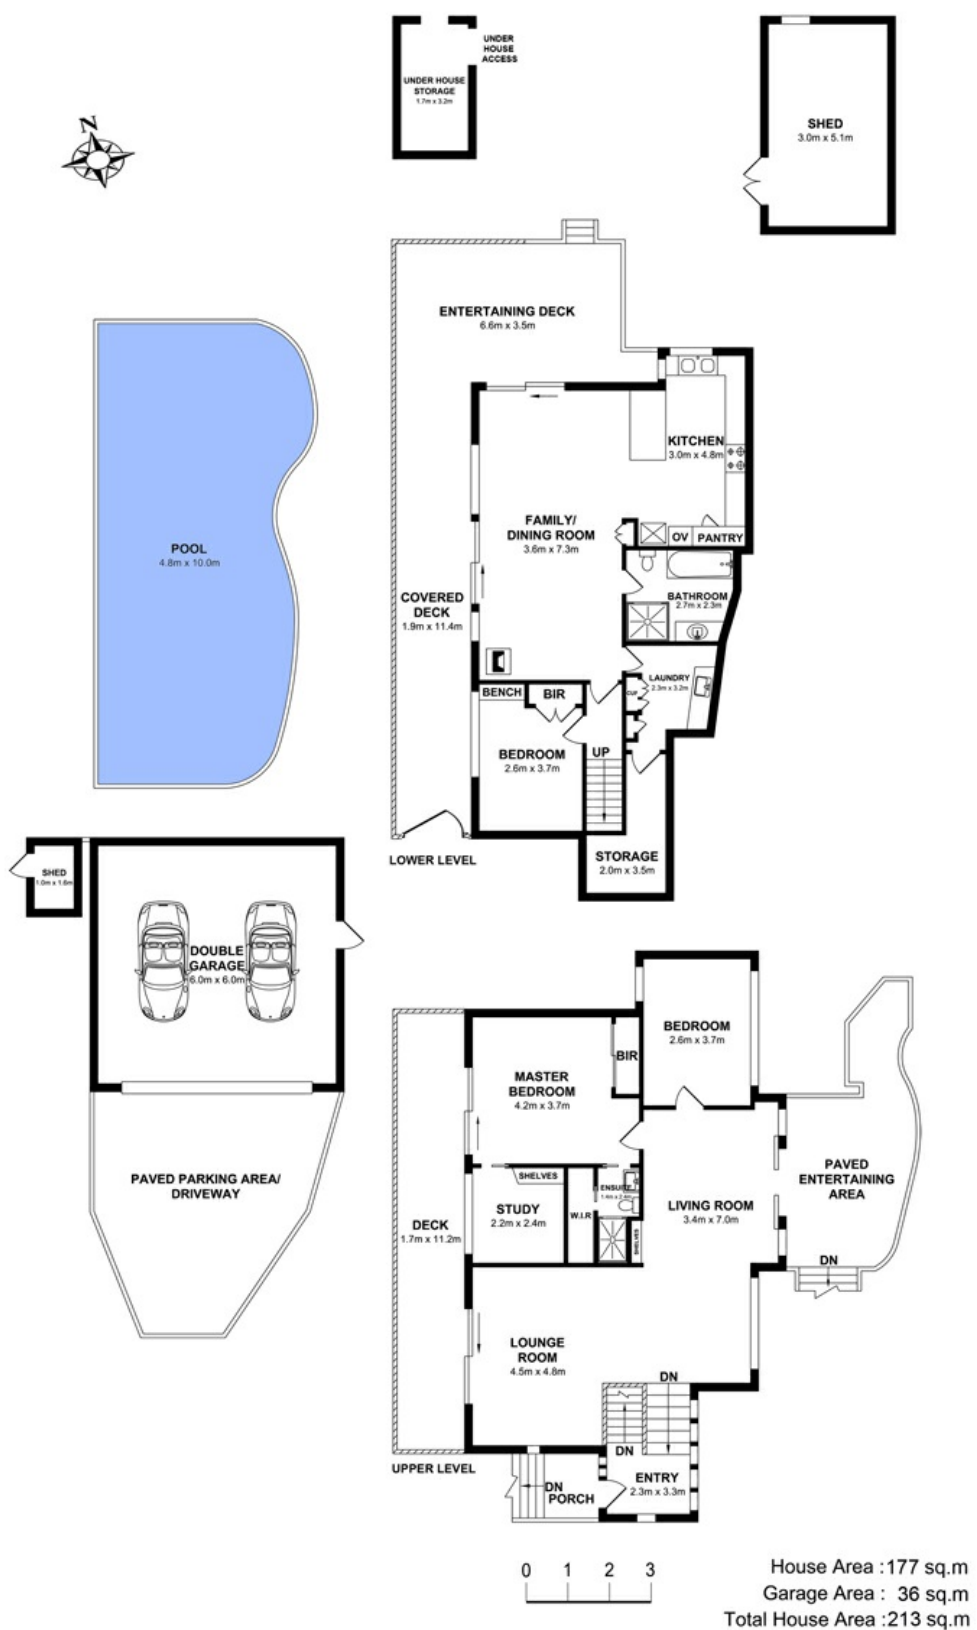 UNDER
HOUSE
ACCESS
UNDER HOUSE
STORAGE
1.7m x 3.2m
SHED
3.0m x 5.1m
N
ENTERTAINING DECK
6.6m x 3.5m
POOL
4.8m x 10.0m
KITCHEN
3.0m x 4.8m
FAMILY/
DINING ROOM
3.6m x 7.3m
OV
PANTRY
COVERED
DECK
1.9m x 11.4m
BATHROOM
2.7m x 2.3m
LAUNDRY
2.3m x 3.2m
BENCH
BIR
BEDROOM
2.6m x 3.7m
UP
STORAGE
2.0m x 3.5m
LOWER LEVEL
SHED
1.0m x 1.6m
DOUBLE
GARAGE
6.0m x 6.0m
PAVED PARKING AREA/
DRIVEWAY
BEDROOM
2.6m x 3.7m
BIR
MASTER
BEDROOM
4.2m x 3.7m
SHELVES
ENSUITE
1.4m x 2.4m
STUDY
2.2m x 2.4m
W.I.R
SHELVES
LIVING ROOM
3.4m x 7.0m
PAVED
ENTERTAINING
AREA
DN
DECK
1.7m x 11.2m
LOUNGE
ROOM
4.5m x 4.8m
DN
DN
ENTRY
2.3m x 3.3m
DN
PORCH
UPPER LEVEL
0 1 2 3
House Area :177 sq.m
Garage Area : 36 sq.m
Total House Area :213 sq.m